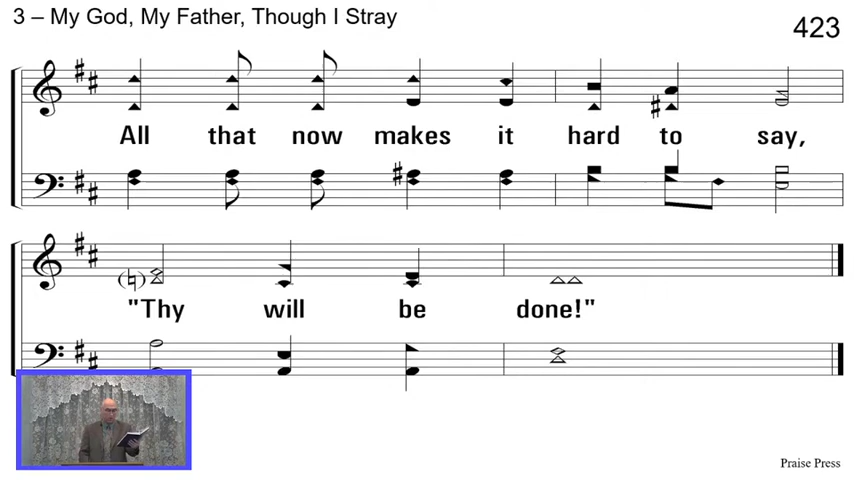 3 – My God, My Father, Though I Stray
423
All that now makes it hard to say,
"Thy will be done!"
Praise Press